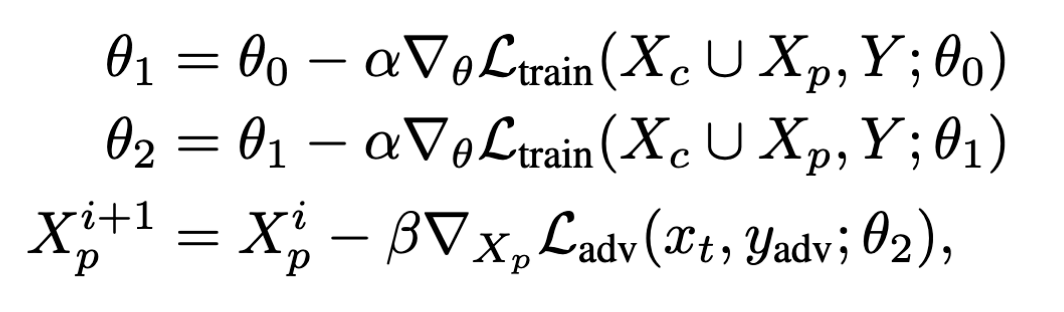 θ₁ = θ₀ − α∇_θ ℒ_train(X_c ∪ X_p, Y; θ₀)
θ₂ = θ₁ − α∇_θ ℒ_train(X_c ∪ X_p, Y; θ₁)
X_p^{i+1} = X_p^i − β∇_{X_p} ℒ_adv(x_t, y_adv; θ₂),